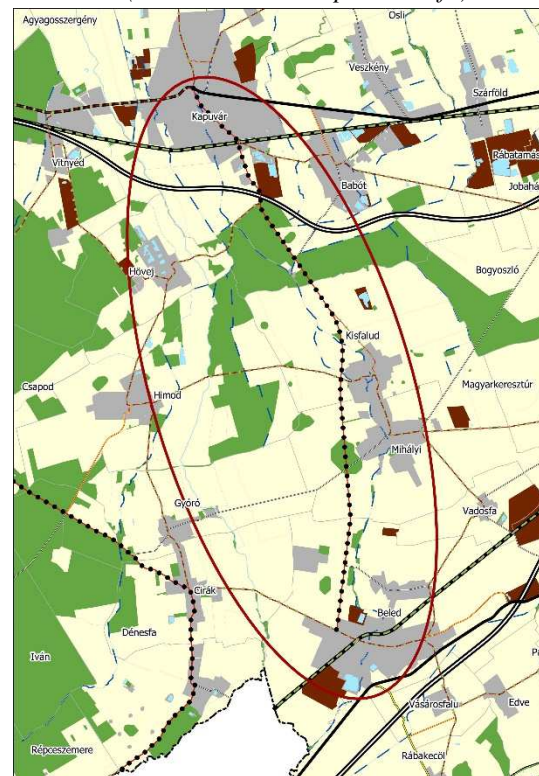 Agyagosszergény
Osli
Veszkény
Szárföld
Kapuvár
Vitnyéd
Rábatamás
Babót
Jobahá
Hövej
Bogyoszló
Kisfalud
Csapod
Himod
Magyarkeresztúr
Mihályi
Gyóró
Vadosfa
Cirák
Beled
Dénesfa
Iván
Vásárosfalu
Edve
Répceszemere
Rábakecöl